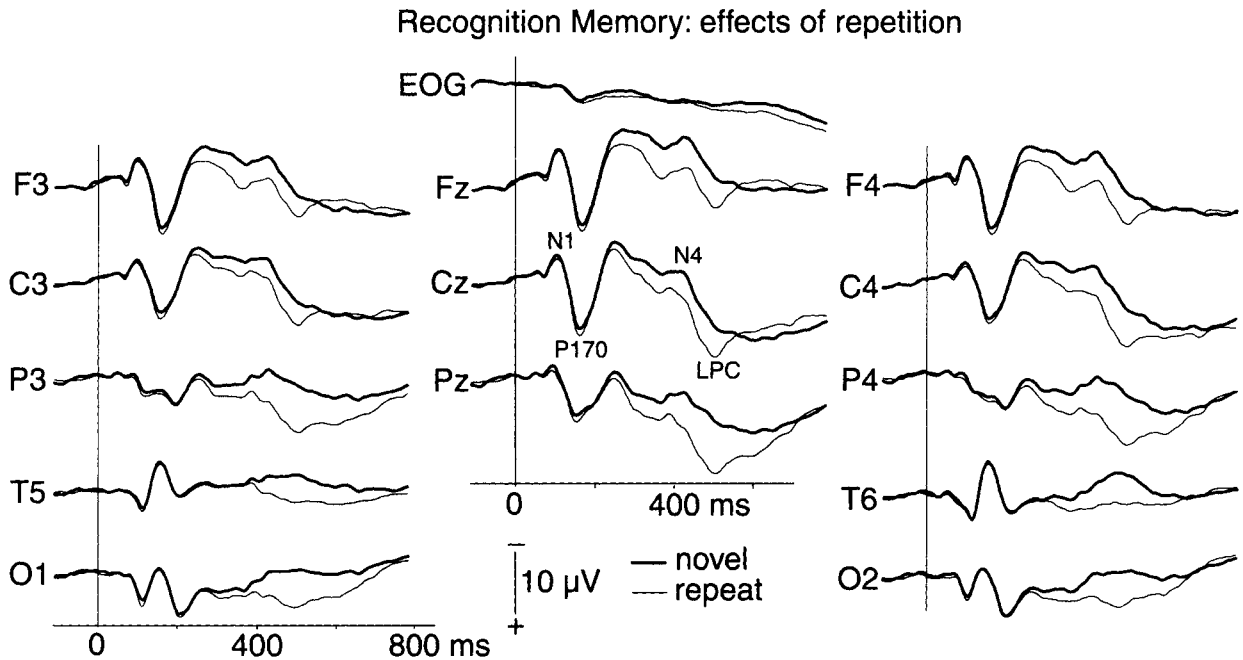 Recognition Memory: effects of repetition
EOG
F3
Fz
F4
N1
N4
C3
Cz
C4
P170
LPC
P3
Pz
P4
T5
0 400 ms
T6
O1
−
10 µV
+
novel
repeat
O2
0 400 800 ms